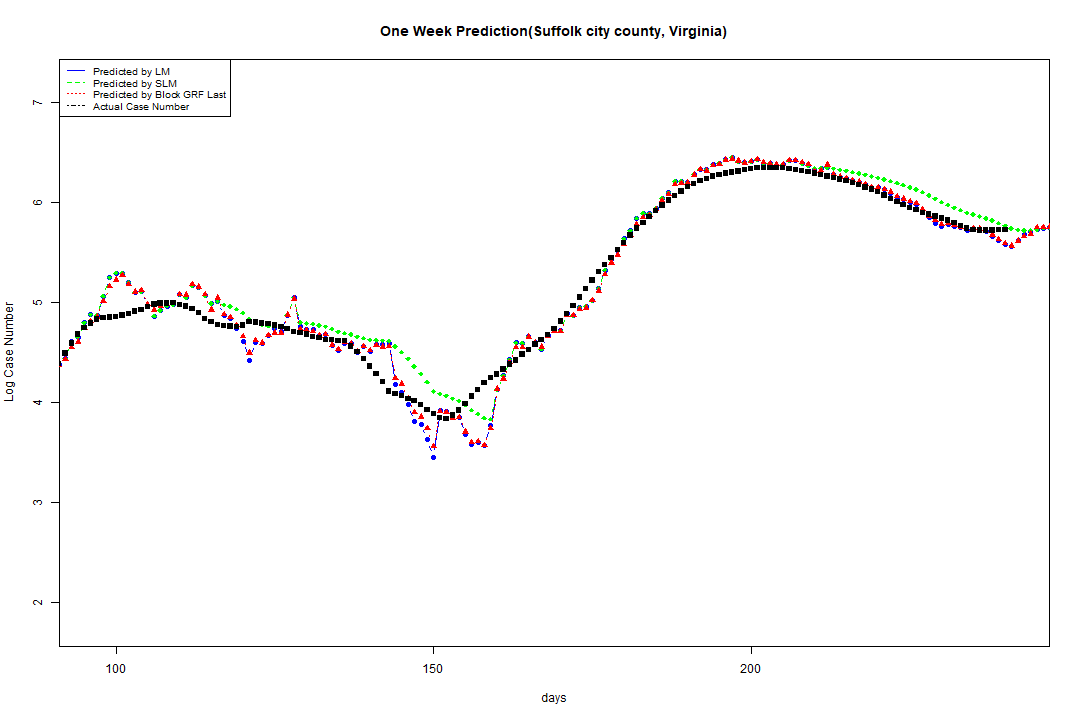 One Week Prediction(Suffolk city county, Virginia)
Predicted by LM
Predicted by SLM
Predicted by Block GRF Last
Actual Case Number
7
6
5
4
3
2
Log Case Number
100 150 200
days